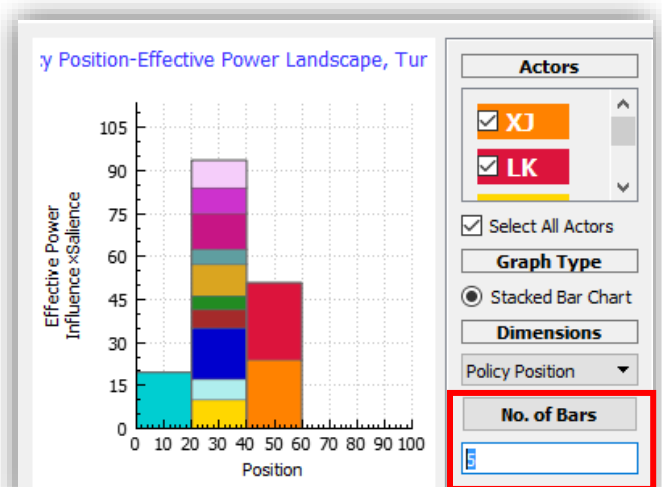 :y Position-Effective Power Landscape, Tur
105
90
75
60
45
30
15
0
Effective Power
Influence ×Salience
0 10 20 30 40 50 60 70 80 90 100
Position
Actors
XJ
LK
Select All Actors
Graph Type
Stacked Bar Chart
Dimensions
Policy Position
No. of Bars
5